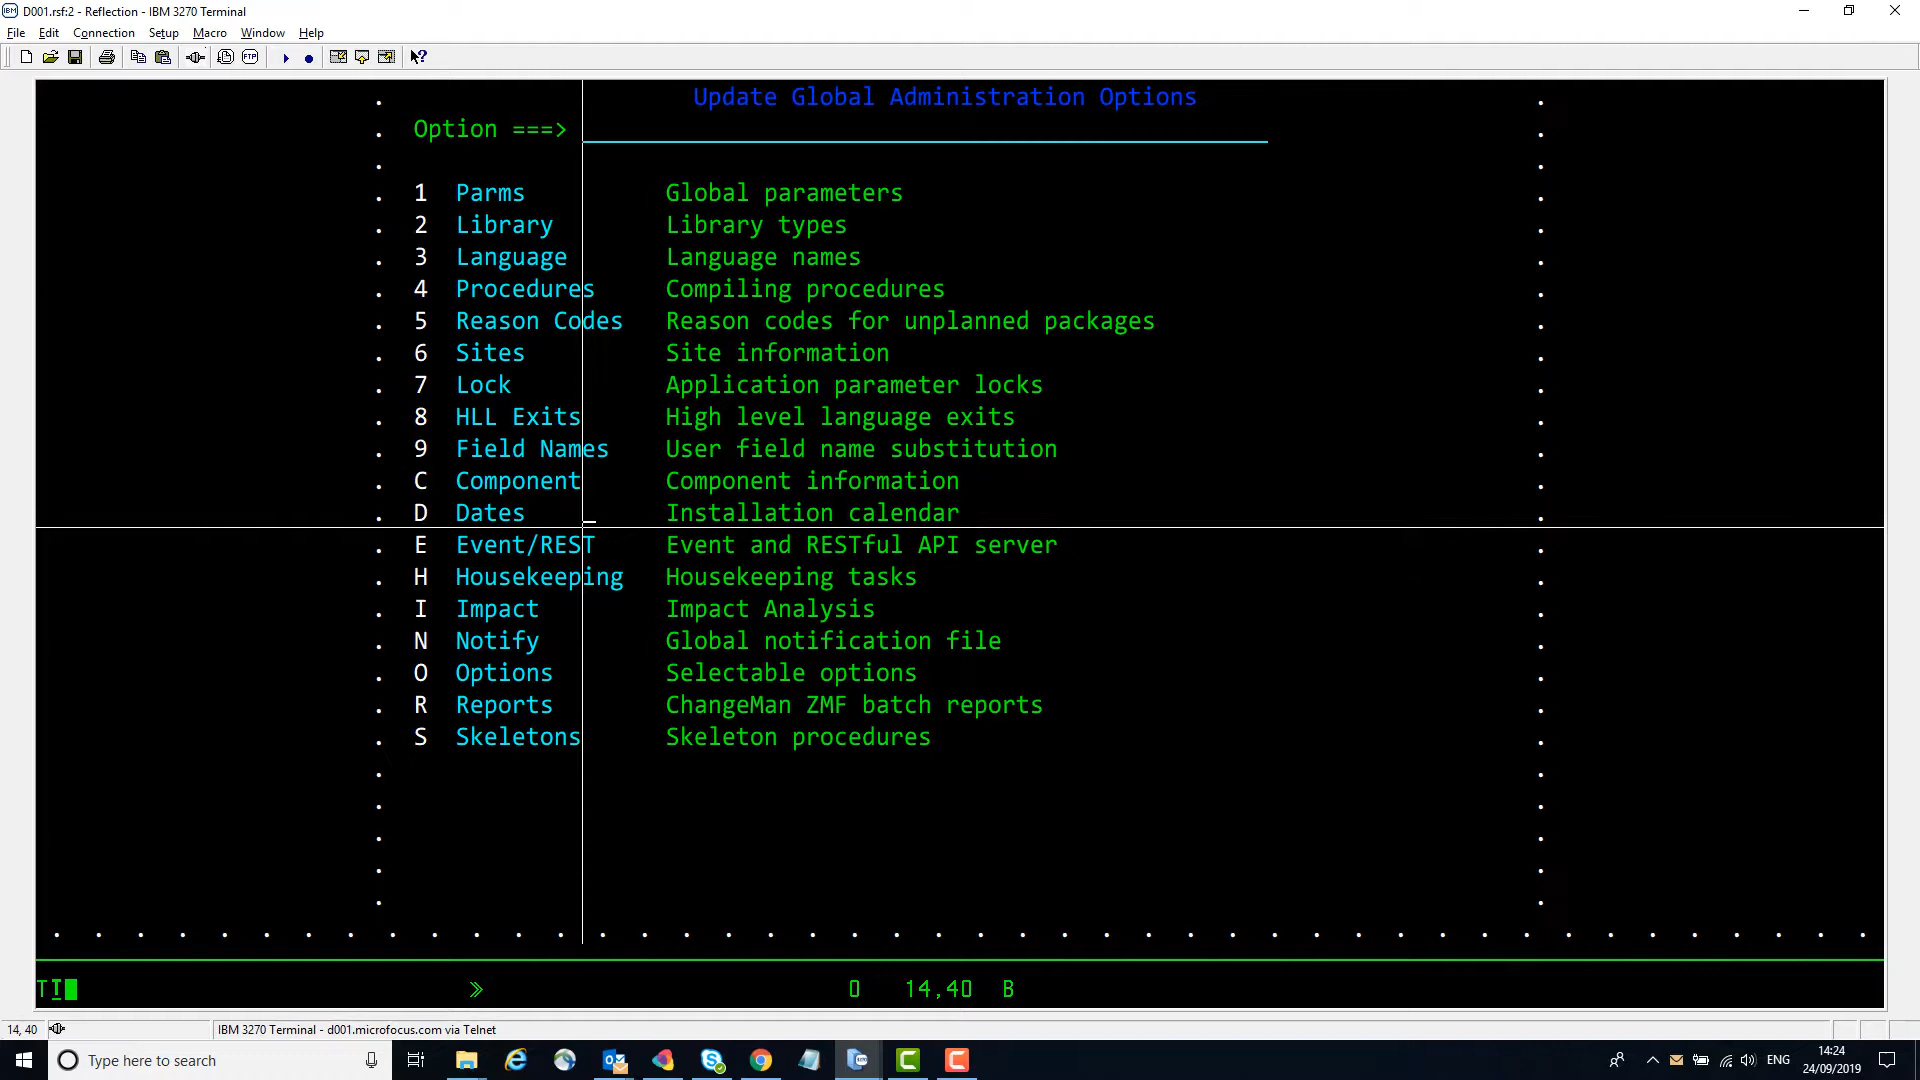 D001.rsf:2 - Reflection - IBM 3270 Terminal
File Edit Connection Setup Macro Window Help
Update Global Administration Options
Option ===>
1 Parms Global parameters
2 Library Library types
3 Language Language names
4 Procedures Compiling procedures
5 Reason Codes Reason codes for unplanned packages
6 Sites Site information
7 Lock Application parameter locks
8 HLL Exits High level language exits
9 Field Names User field name substitution
C Component Component information
D Dates Installation calendar
E Event/REST Event and RESTful API server
H Housekeeping Housekeeping tasks
I Impact Impact Analysis
N Notify Global notification file
O Options Selectable options
R Reports ChangeMan ZMF batch reports
S Skeletons Skeleton procedures
14,40 B
14, 40 IBM 3270 Terminal - d001.microfocus.com via Telnet
Type here to search ENG 14:24
24/09/2019